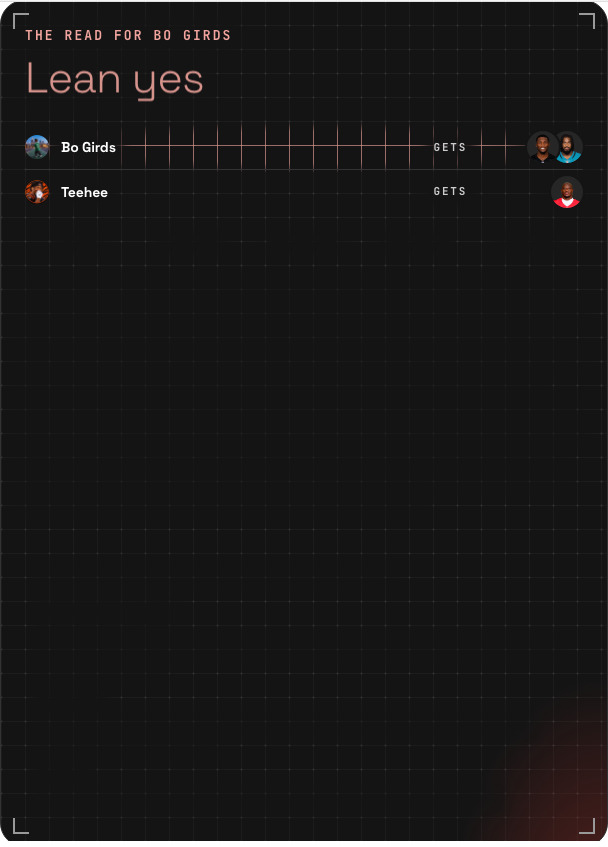 THE READ FOR BO GIRDS
Lean yes
Bo Girds GETS
Teehee GETS